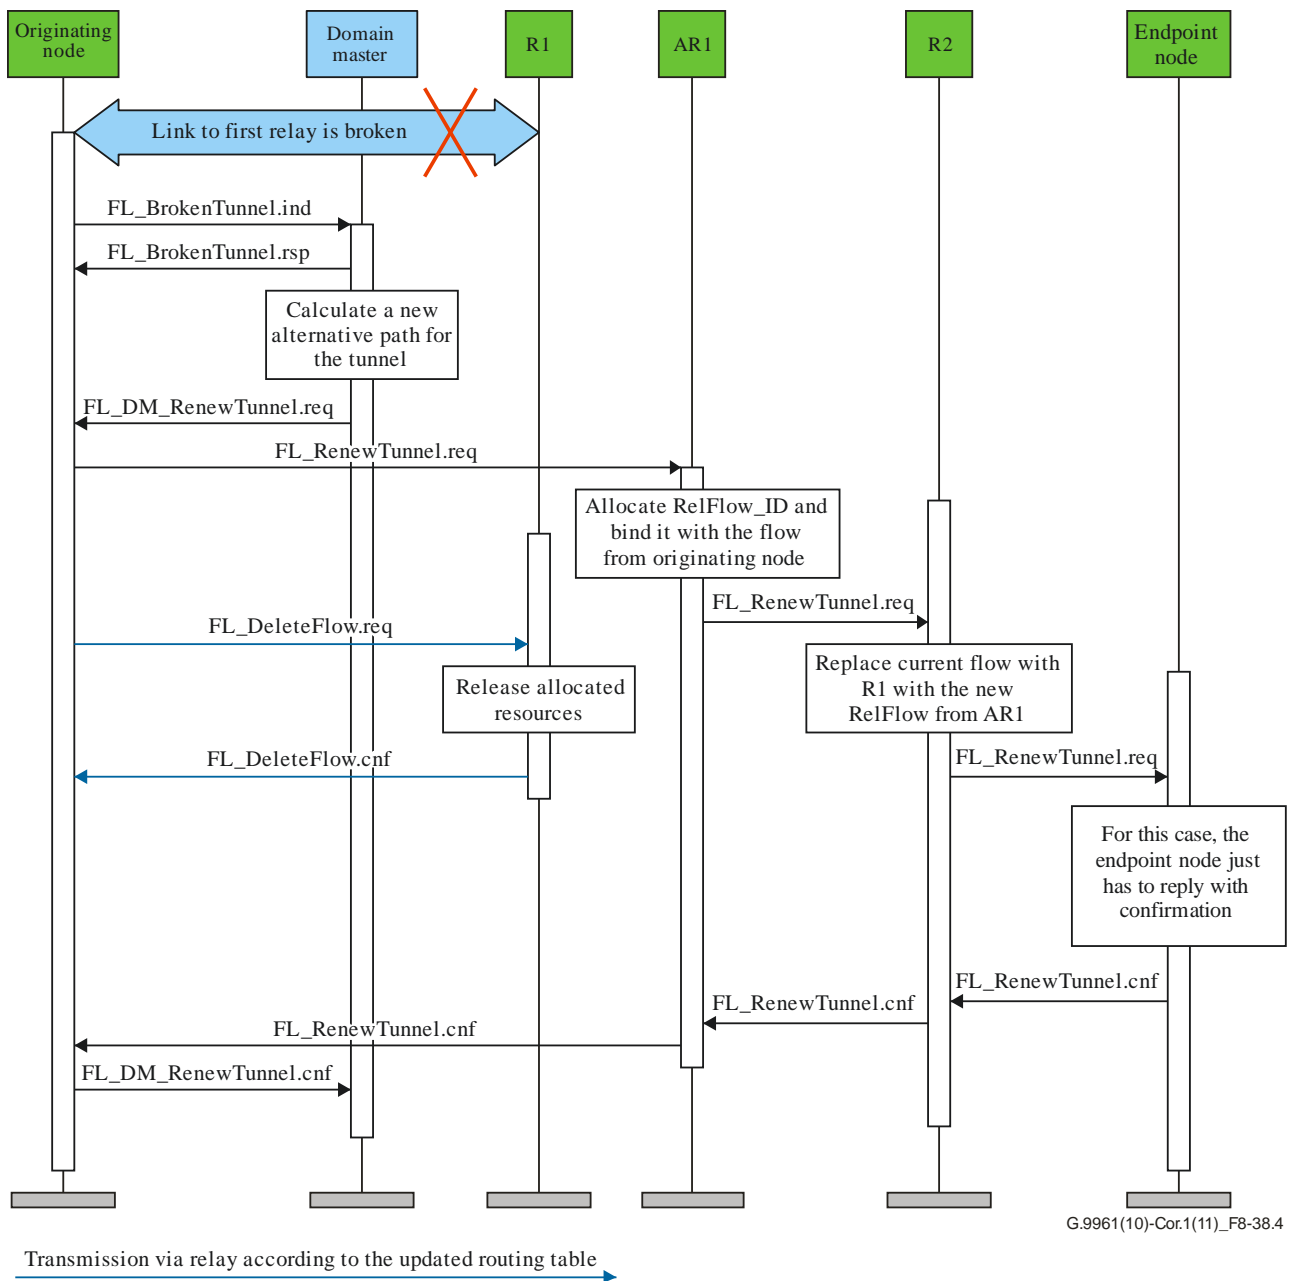 Originating
node
Domain
master
R1
AR1
R2
Endpoint
node
Link to first relay is broken
FL_BrokenTunnel.ind
FL_BrokenTunnel.rsp
Calculate a new
alternative path for
the tunnel
FL_DM_RenewTunnel.req
FL_RenewTunnel.req
Allocate RelFlow_ID and
bind it with the flow
from originating node
FL_RenewTunnel.req
FL_DeleteFlow.req
Replace current flow with
R1 with the new
RelFlow from AR1
Release allocated
resources
FL_DeleteFlow.cnf
FL_RenewTunnel.req
For this case, the
endpoint node just
has to reply with
confirmation
FL_RenewTunnel.cnf
FL_RenewTunnel.cnf
FL_RenewTunnel.cnf
FL_DM_RenewTunnel.cnf
G.9961(10)-Cor.1(11)_F8-38.4
Transmission via relay according to the updated routing table